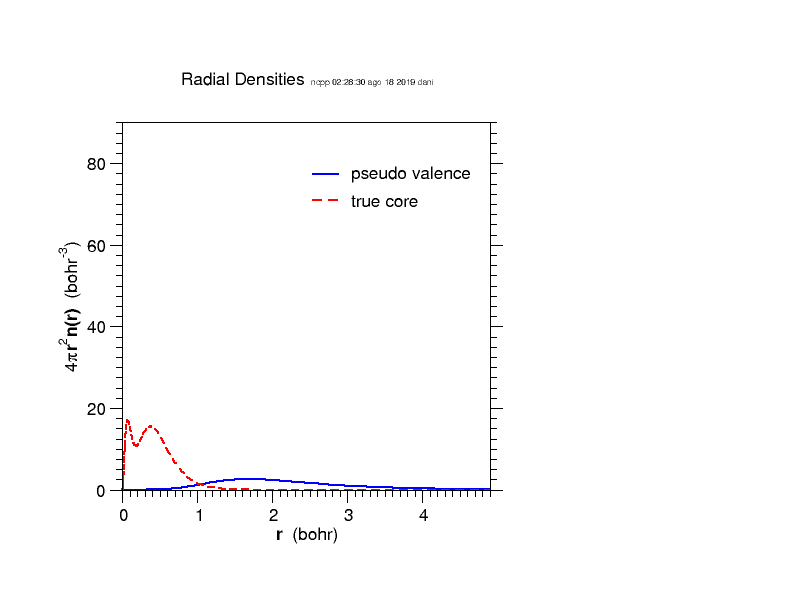 Radial Densities ncpp 02:28:30 ago 18 2019 dani
pseudo valence
true core
80
60
40
20
0
4πr²n(r) (bohr⁻³)
0 1 2 3 4
r (bohr)